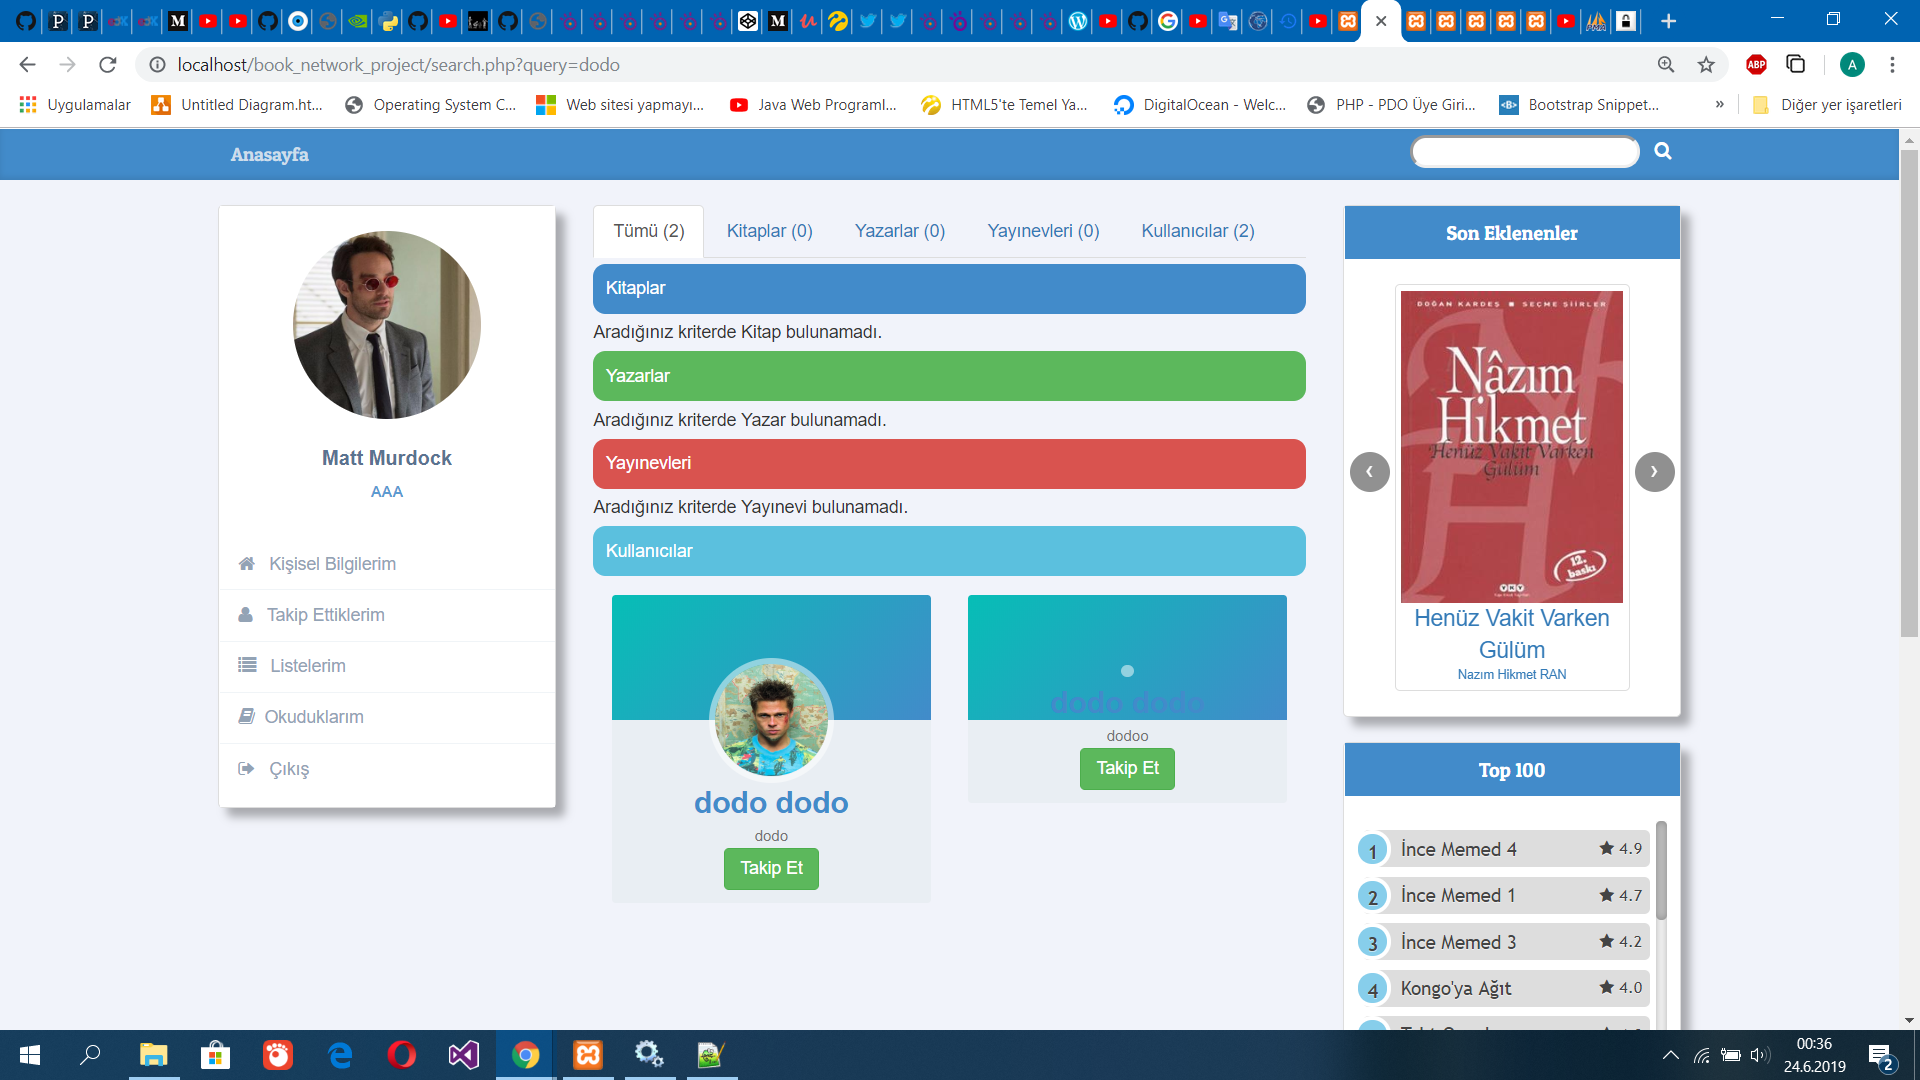 localhost/book_network_project/search.php?query=dodo
ABP
A
Uygulamalar
Untitled Diagram.ht...
Operating System C...
Web sitesi yapmayı...
Java Web Programl...
HTML5'te Temel Ya...
DigitalOcean - Welc...
PHP - PDO Üye Giri...
Bootstrap Snippet...
»
Diğer yer işaretleri
Anasayfa
Matt Murdock
AAA
Kişisel Bilgilerim
Takip Ettiklerim
Listelerim
Okuduklarım
Çıkış
Tümü (2)
Kitaplar (0)
Yazarlar (0)
Yayınevleri (0)
Kullanıcılar (2)
Kitaplar
Aradığınız kriterde Kitap bulunamadı.
Yazarlar
Aradığınız kriterde Yazar bulunamadı.
Yayınevleri
Aradığınız kriterde Yayınevi bulunamadı.
Kullanıcılar
dodo dodo
dodo
Takip Et
dodo dodo
dodoo
Takip Et
Son Eklenenler
DOĞAN KARDEŞ ■ SEÇME ŞİİRLER
Nâzım
Hikmet
Henüz Vakit Varken
Gülüm
12.
baskı
YKY
Henüz Vakit Varken
Gülüm
Nazım Hikmet RAN
Top 100
1 İnce Memed 4 ★ 4.9
2 İnce Memed 1 ★ 4.7
3 İnce Memed 3 ★ 4.2
4 Kongo'ya Ağıt ★ 4.0
00:36
24.6.2019
2